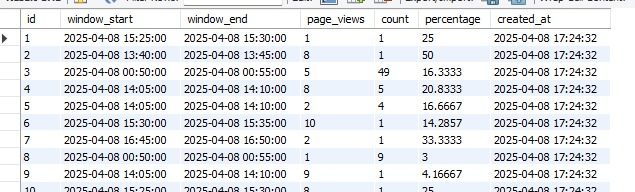 id window_start window_end page_views count percentage created_at
1 2025-04-08 15:25:00 2025-04-08 15:30:00 1 1 25 2025-04-08 17:24:32
2 2025-04-08 13:40:00 2025-04-08 13:45:00 8 1 50 2025-04-08 17:24:32
3 2025-04-08 00:50:00 2025-04-08 00:55:00 5 49 16.3333 2025-04-08 17:24:32
4 2025-04-08 14:05:00 2025-04-08 14:10:00 8 5 20.8333 2025-04-08 17:24:32
5 2025-04-08 14:05:00 2025-04-08 14:10:00 2 4 16.6667 2025-04-08 17:24:32
6 2025-04-08 15:30:00 2025-04-08 15:35:00 10 1 14.2857 2025-04-08 17:24:32
7 2025-04-08 16:45:00 2025-04-08 16:50:00 2 1 33.3333 2025-04-08 17:24:32
8 2025-04-08 00:50:00 2025-04-08 00:55:00 1 9 3 2025-04-08 17:24:32
9 2025-04-08 14:05:00 2025-04-08 14:10:00 9 1 4.16667 2025-04-08 17:24:32
10 2025-04-08 15:25:00 2025-04-08 15:30:00 8 1 25 2025-04-08 17:24:32